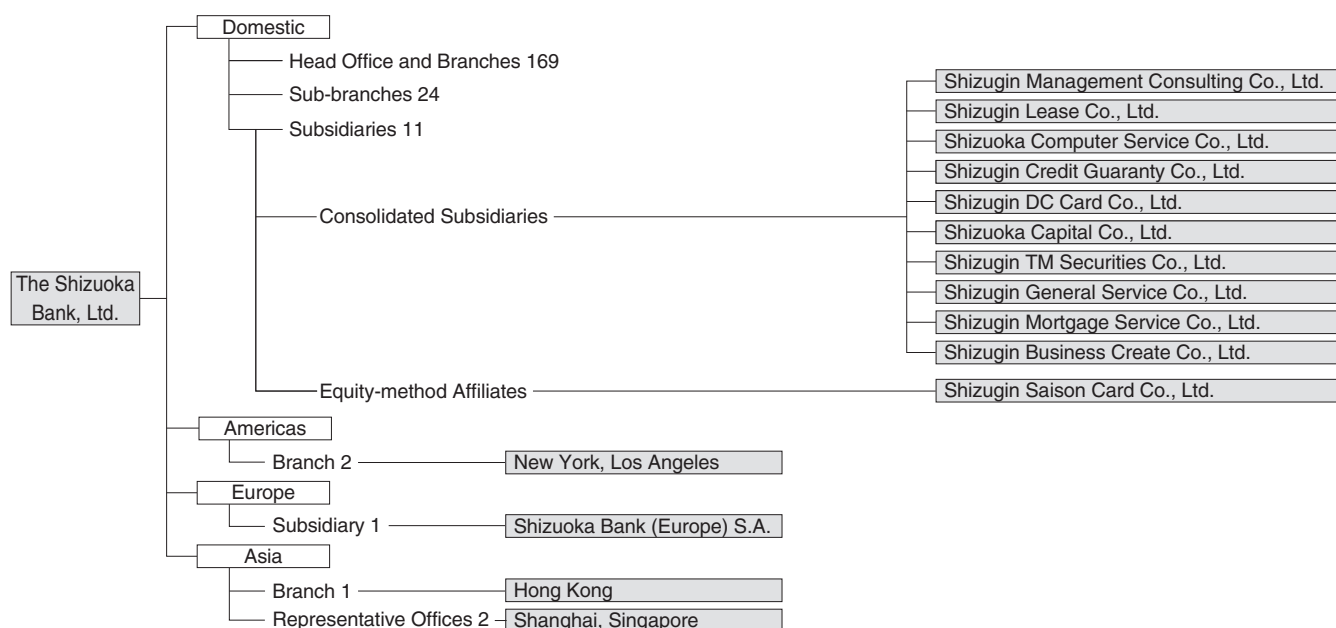 The Shizuoka
Bank, Ltd.
Domestic
Head Office and Branches 169
Sub-branches 24
Subsidiaries 11
Consolidated Subsidiaries
Shizugin Management Consulting Co., Ltd.
Shizugin Lease Co., Ltd.
Shizuoka Computer Service Co., Ltd.
Shizugin Credit Guaranty Co., Ltd.
Shizugin DC Card Co., Ltd.
Shizuoka Capital Co., Ltd.
Shizugin TM Securities Co., Ltd.
Shizugin General Service Co., Ltd.
Shizugin Mortgage Service Co., Ltd.
Shizugin Business Create Co., Ltd.
Equity-method Affiliates
Shizugin Saison Card Co., Ltd.
Americas
Branch 2
New York, Los Angeles
Europe
Subsidiary 1
Shizuoka Bank (Europe) S.A.
Asia
Branch 1
Hong Kong
Representative Offices 2
Shanghai, Singapore